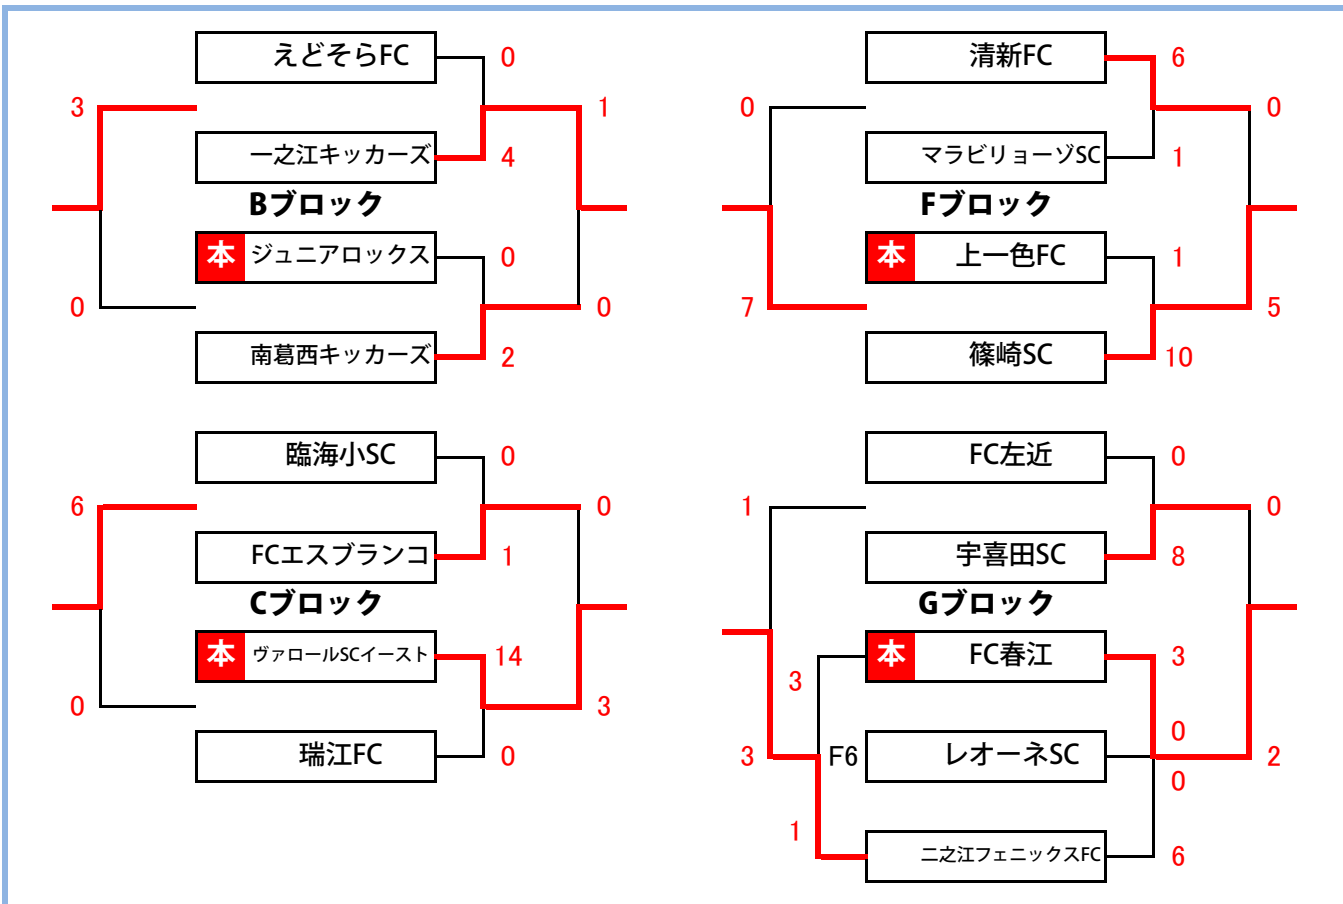 えどそらFC
0
3
1
一之江キッカーズ
4
Bブロック
本 ジュニアロックス
0
0
0
南葛西キッカーズ
2
清新FC
6
0
0
マラビリョーゾSC
1
Fブロック
本 上一色FC
1
7
5
篠崎SC
10
臨海小SC
0
6
0
FCエスブランコ
1
Cブロック
本 ヴァロールSCイースト
14
0
3
瑞江FC
0
FC左近
0
1
0
宇喜田SC
8
Gブロック
本 FC春江
3
3
0
3
F6
レオーネSC
2
0
1
二之江フェニックスFC
6